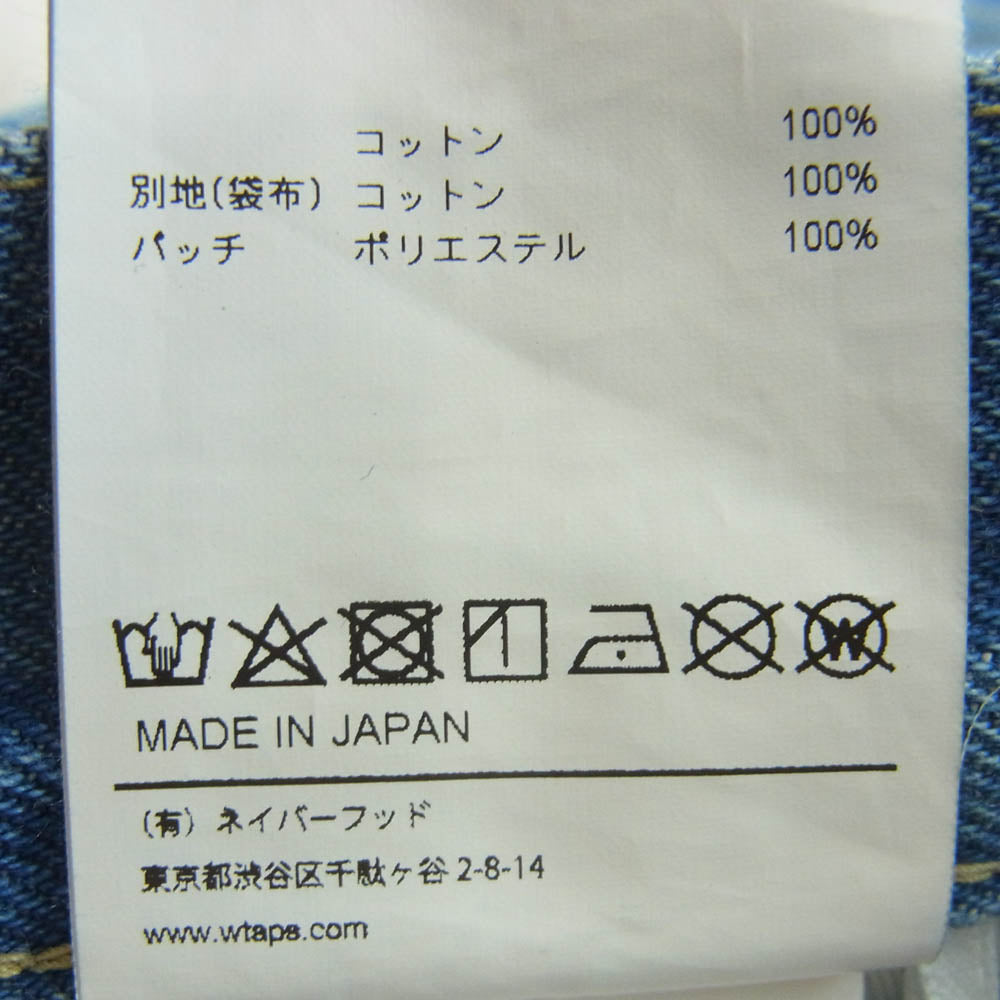 コットン 100%
別地(袋布) コットン 100%
パッチ ポリエステル 100%
W
MADE IN JAPAN
(有) ネイバーフッド
東京都渋谷区千駄ヶ谷 2-8-14
www.wtaps.com